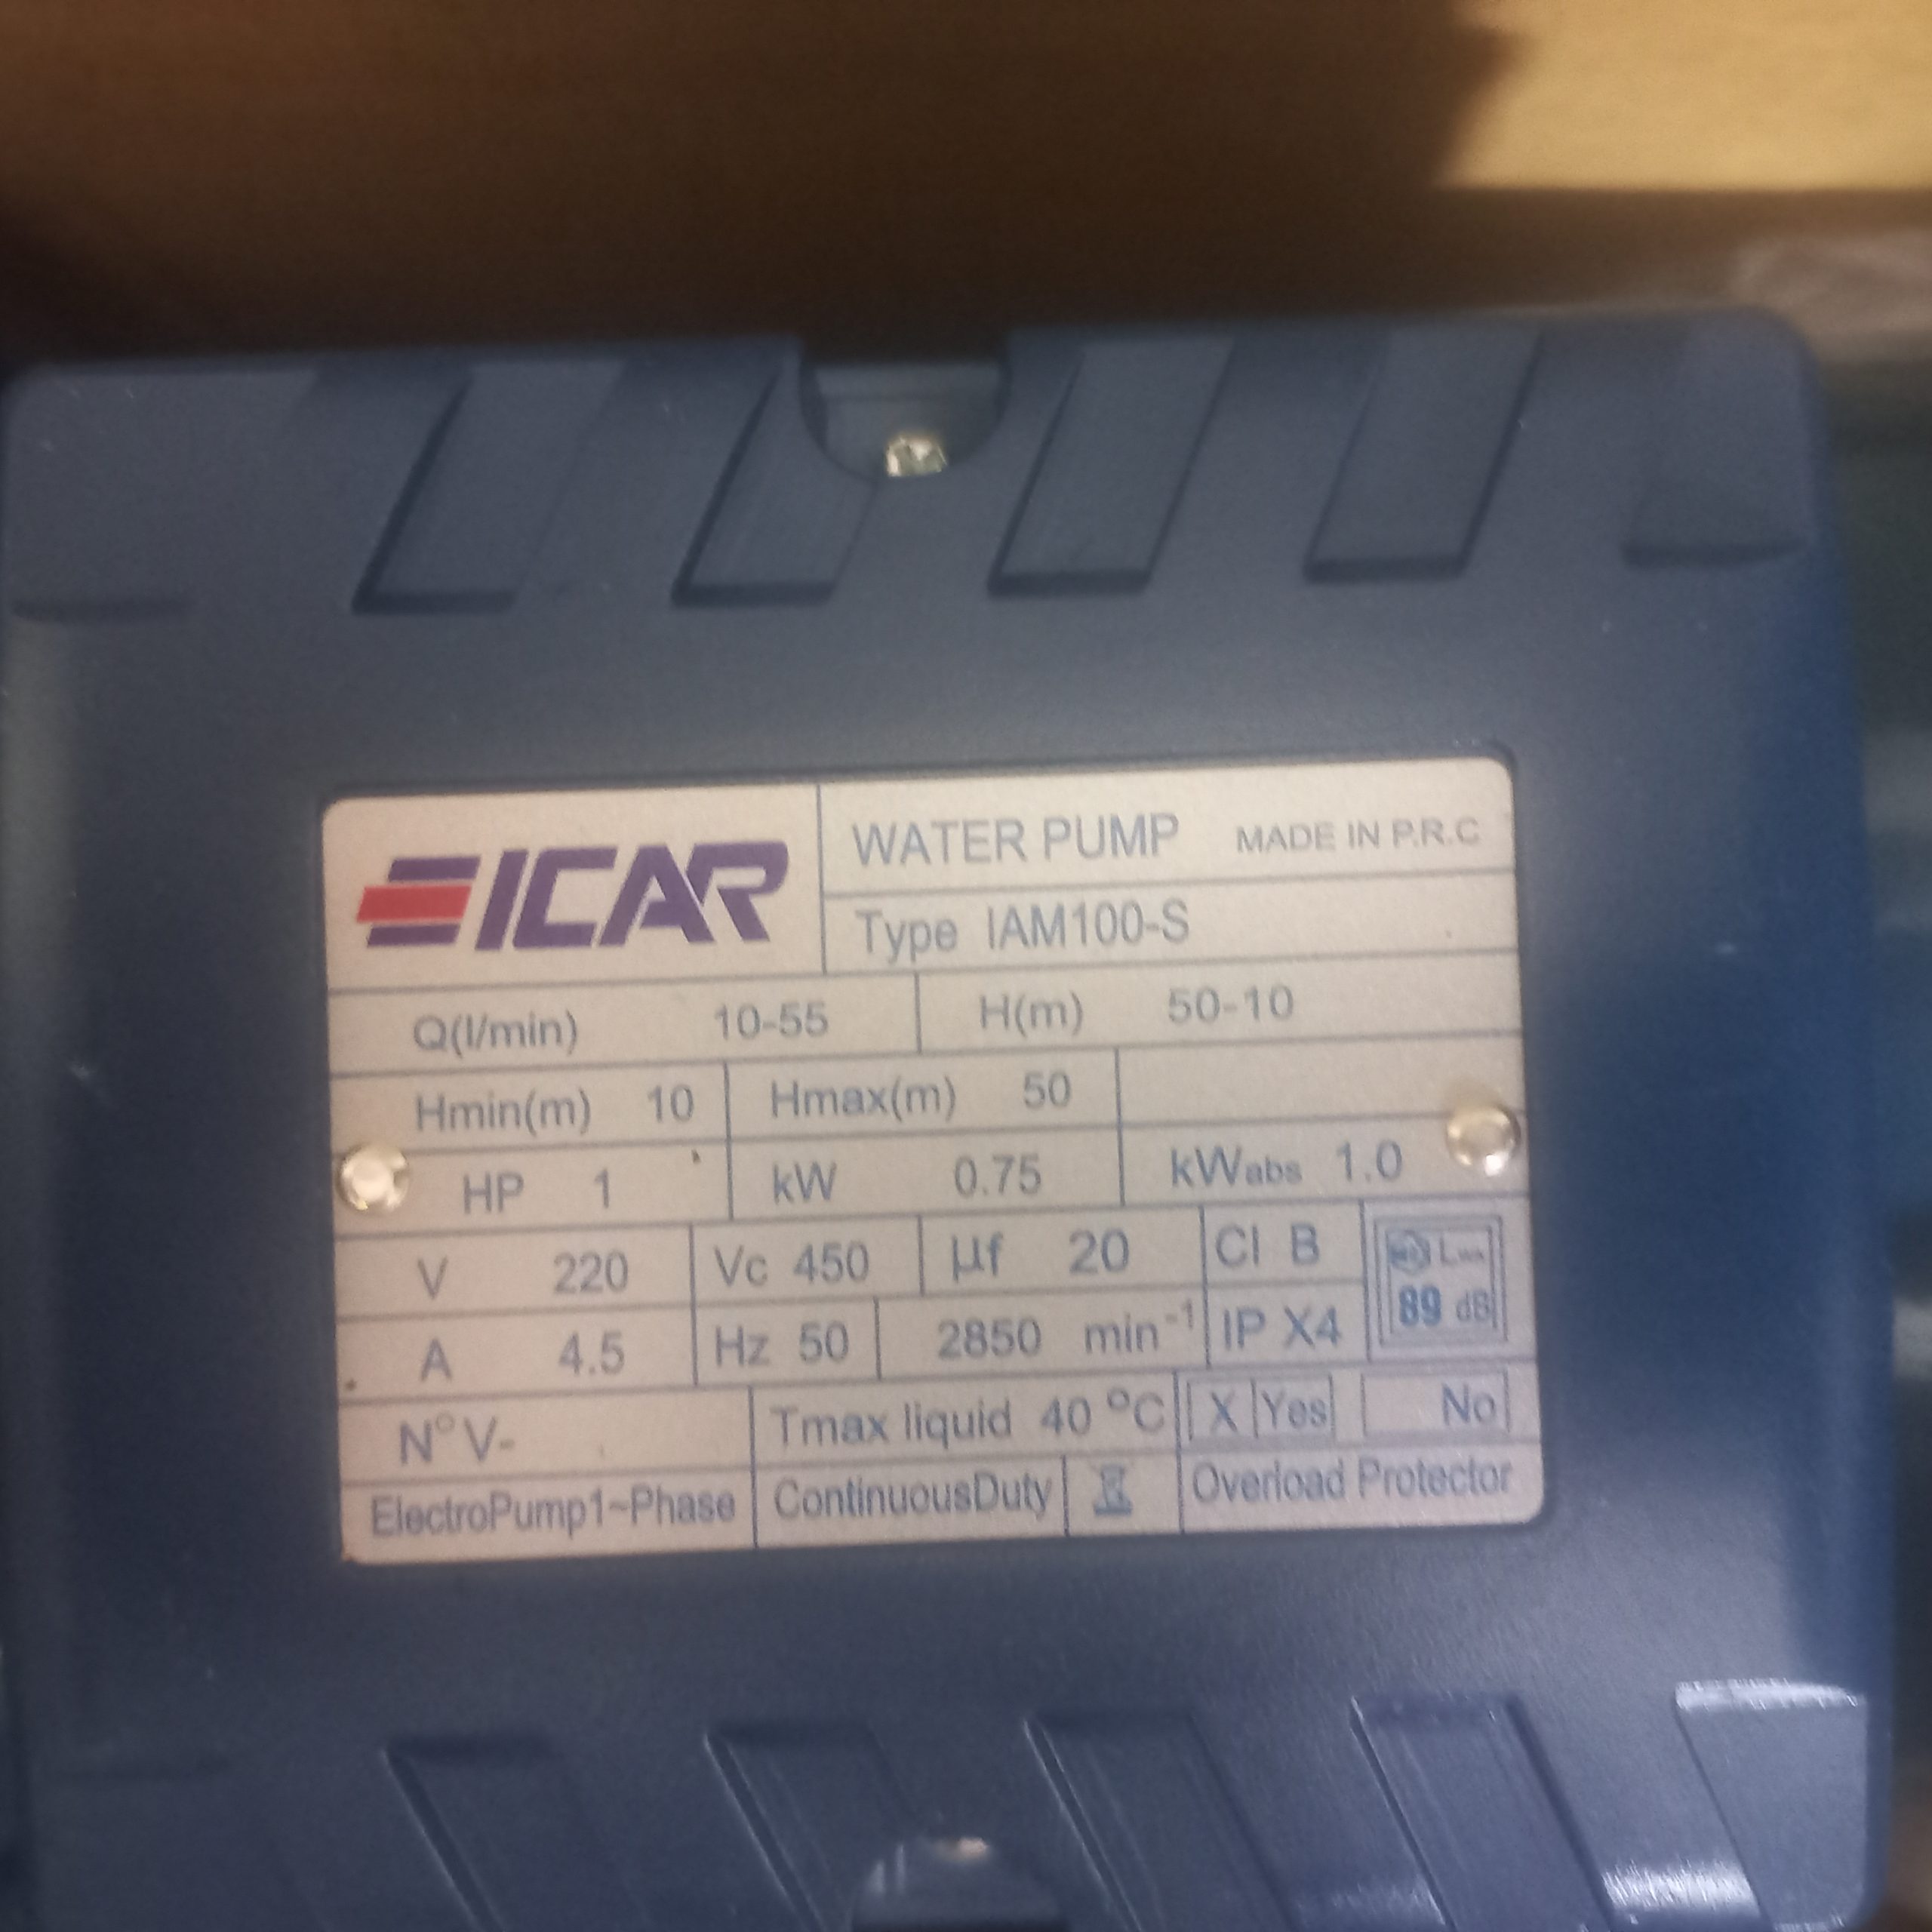 ICAR
WATER PUMP MADE IN P.R.C
Type IAM100-S
Q(l/min) 10-55 H(m) 50-10
Hmin(m) 10 Hmax(m) 50
HP 1 kW 0.75 kWabs 1.0
V 220 Vc 450 µf 20 Cl B
A 4.5 Hz 50 2850 min⁻¹ IP X4
89 dB
N° V- Tmax liquid 40 °C X Yes No
ElectroPump1~Phase ContinuousDuty Overload Protector